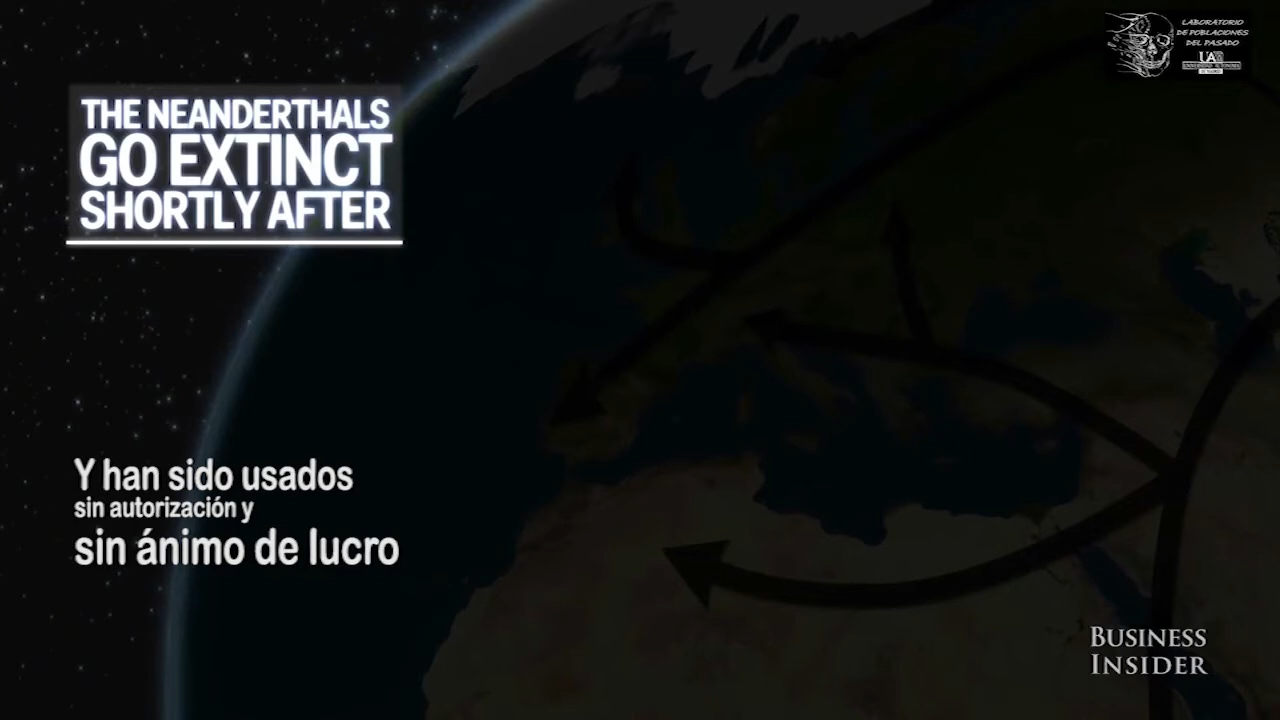 THE NEANDERTHALS
GO EXTINCT
SHORTLY AFTER
LABORATORIO
DE POBLACIONES
DEL PASADO
Y han sido usados
sin autorización y
sin ánimo de lucro
BUSINESS
INSIDER